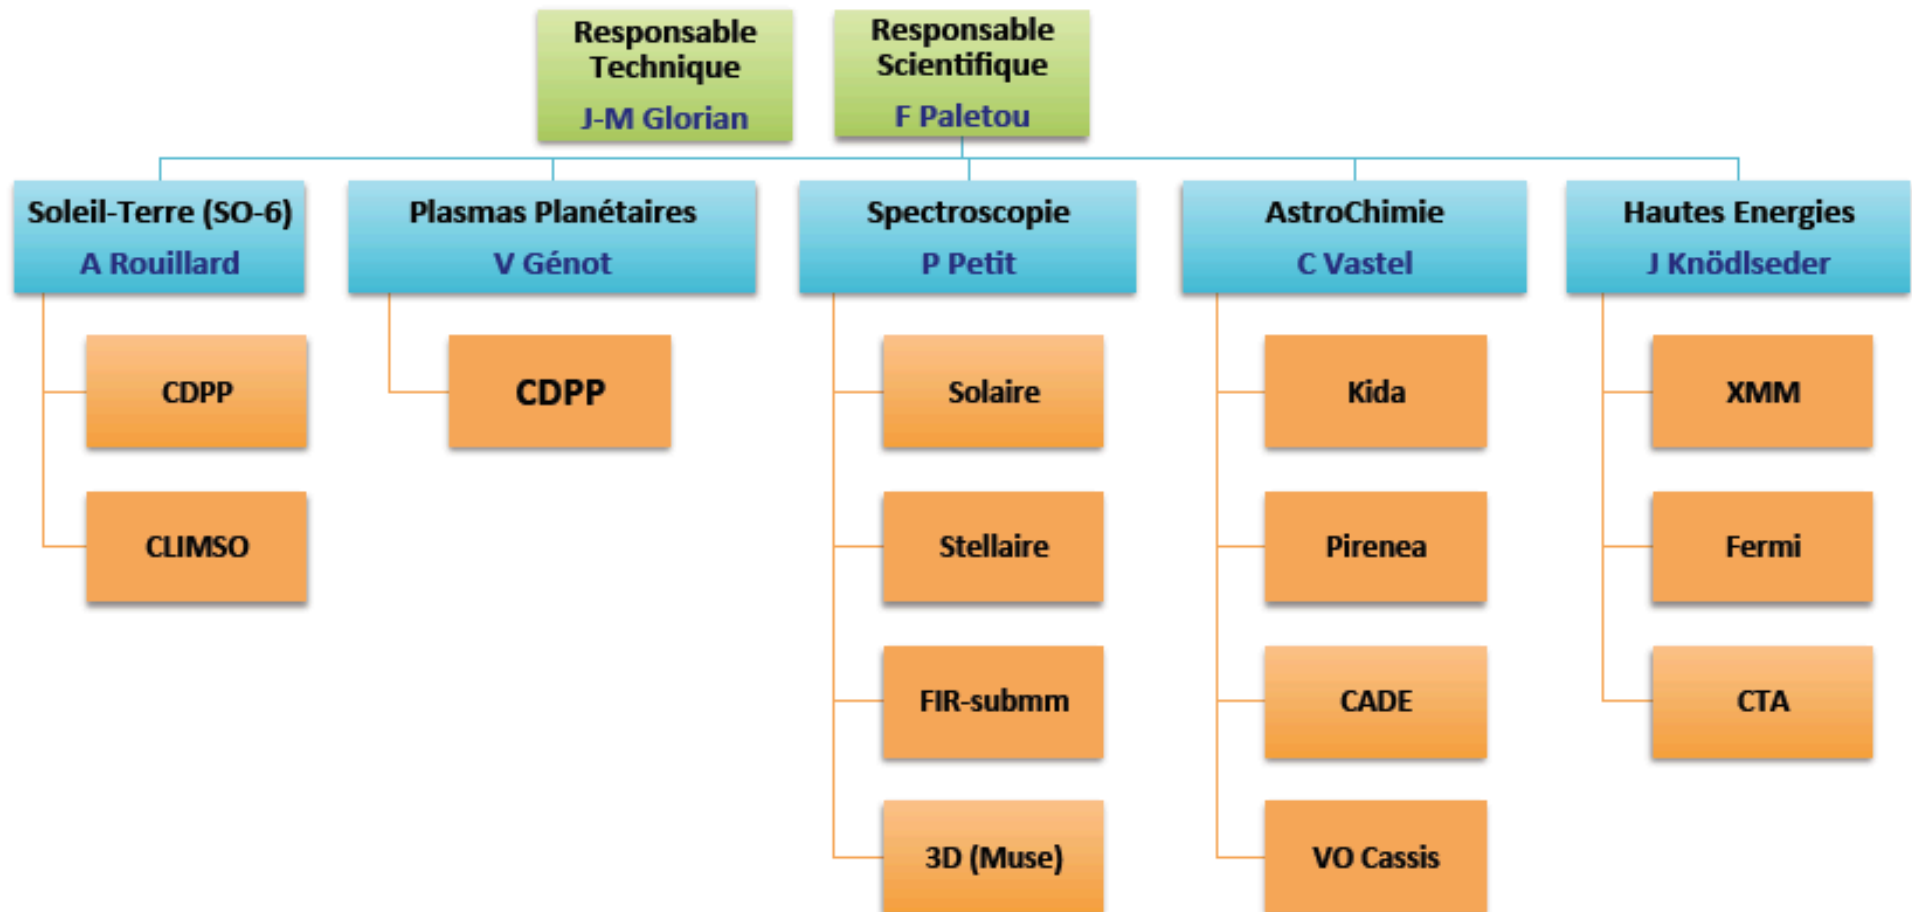 Responsable
Technique
J-M Glorian
Responsable
Scientifique
F Paletou
Soleil-Terre (SO-6)
A Rouillard
Plasmas Planétaires
V Génot
Spectroscopie
P Petit
AstroChimie
C Vastel
Hautes Energies
J Knödlseder
CDPP
CLIMSO
CDPP
Solaire
Stellaire
FIR-submm
3D (Muse)
Kida
Pirenea
CADE
VO Cassis
XMM
Fermi
CTA